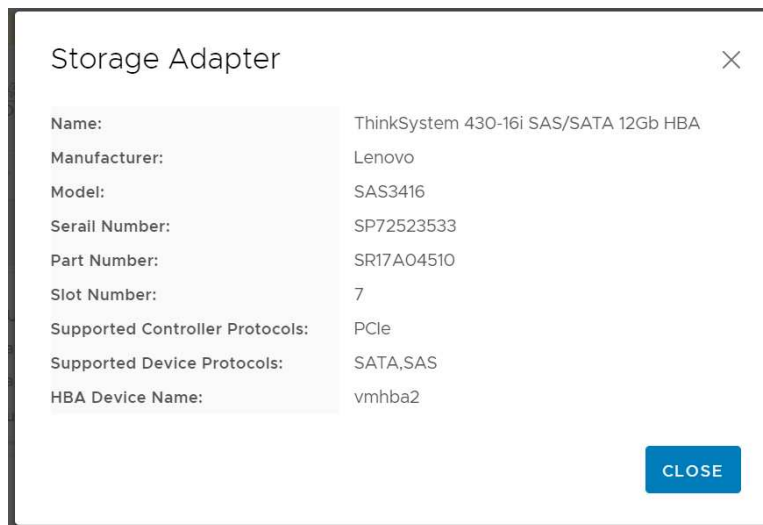 Storage Adapter
Name: ThinkSystem 430-16i SAS/SATA 12Gb HBA
Manufacturer: Lenovo
Model: SAS3416
Serail Number: SP72523533
Part Number: SR17A04510
Slot Number: 7
Supported Controller Protocols: PCIe
Supported Device Protocols: SATA,SAS
HBA Device Name: vmhba2
CLOSE